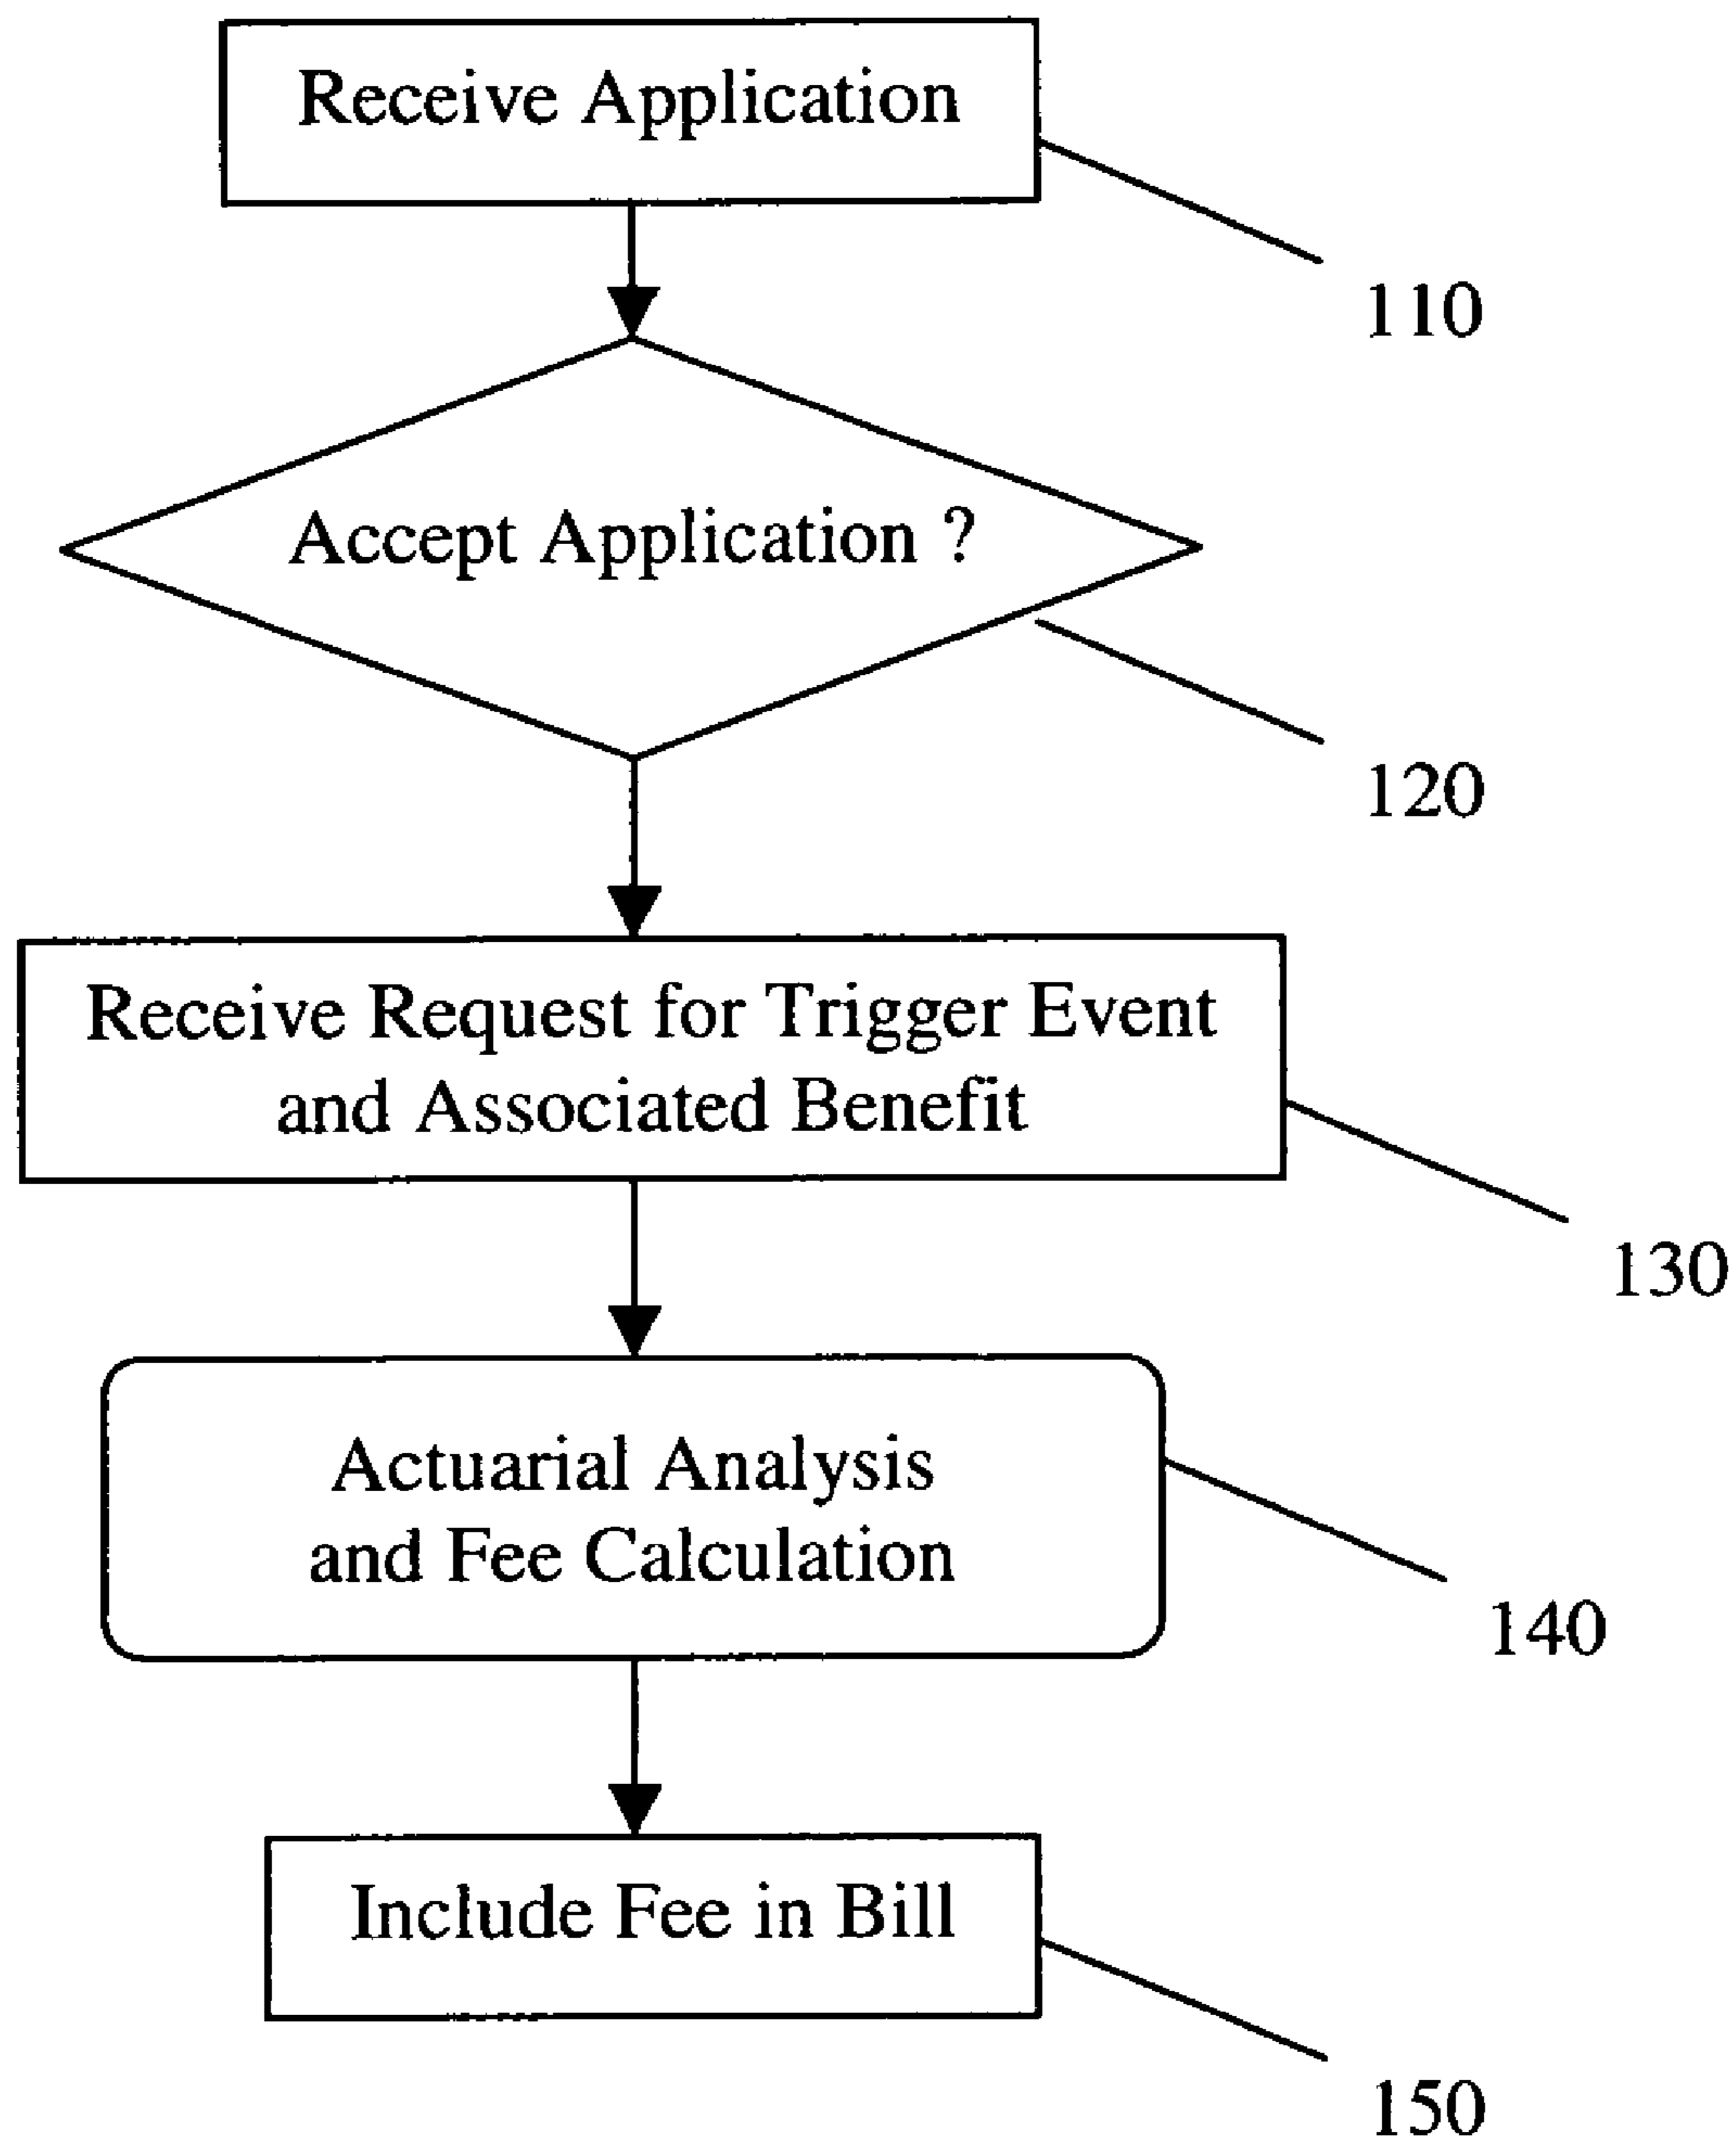 Receive Application
110
Accept Application ?
120
Receive Request for Trigger Event
and Associated Benefit
130
Actuarial Analysis
and Fee Calculation
140
Include Fee in Bill
150